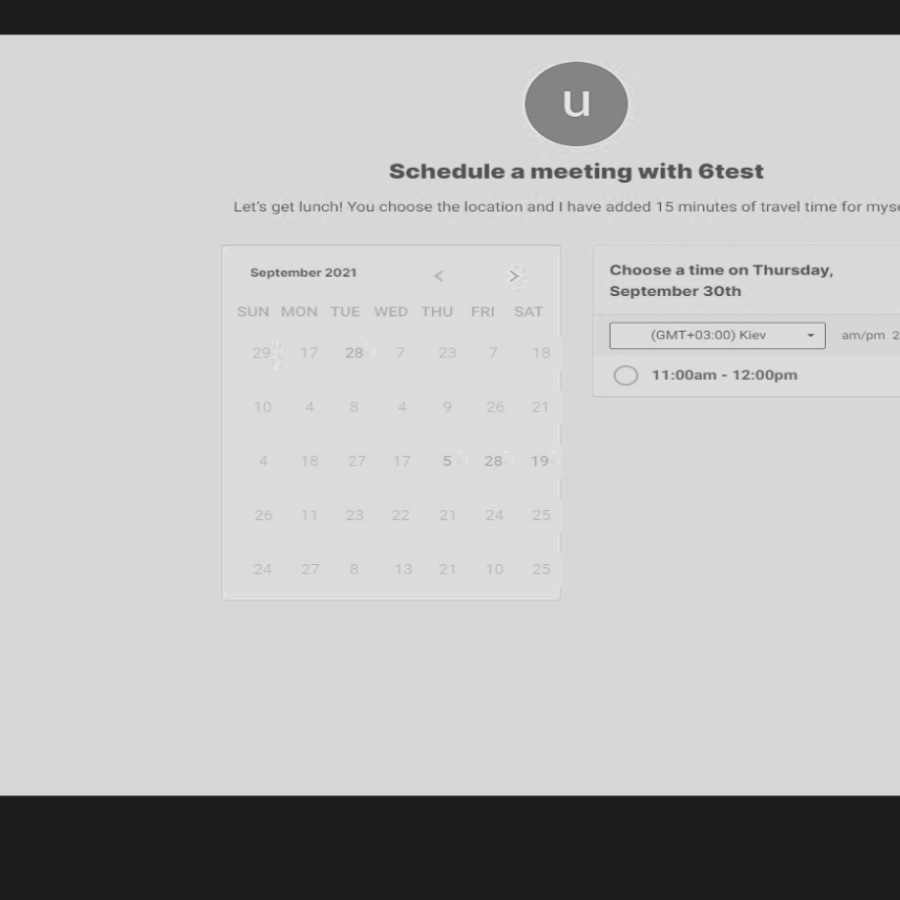 u
Schedule a meeting with 6test
Let's get lunch! You choose the location and I have added 15 minutes of travel time for myse
September 2021 < >
SUN MON TUE WED THU FRI SAT
29 17 28 7 23 7 18
10 4 8 4 9 26 21
4 18 27 17 5 28 19
26 11 23 22 21 24 25
24 27 8 13 21 10 25
Choose a time on Thursday,
September 30th
(GMT+03:00) Kiev am/pm 2
11:00am - 12:00pm